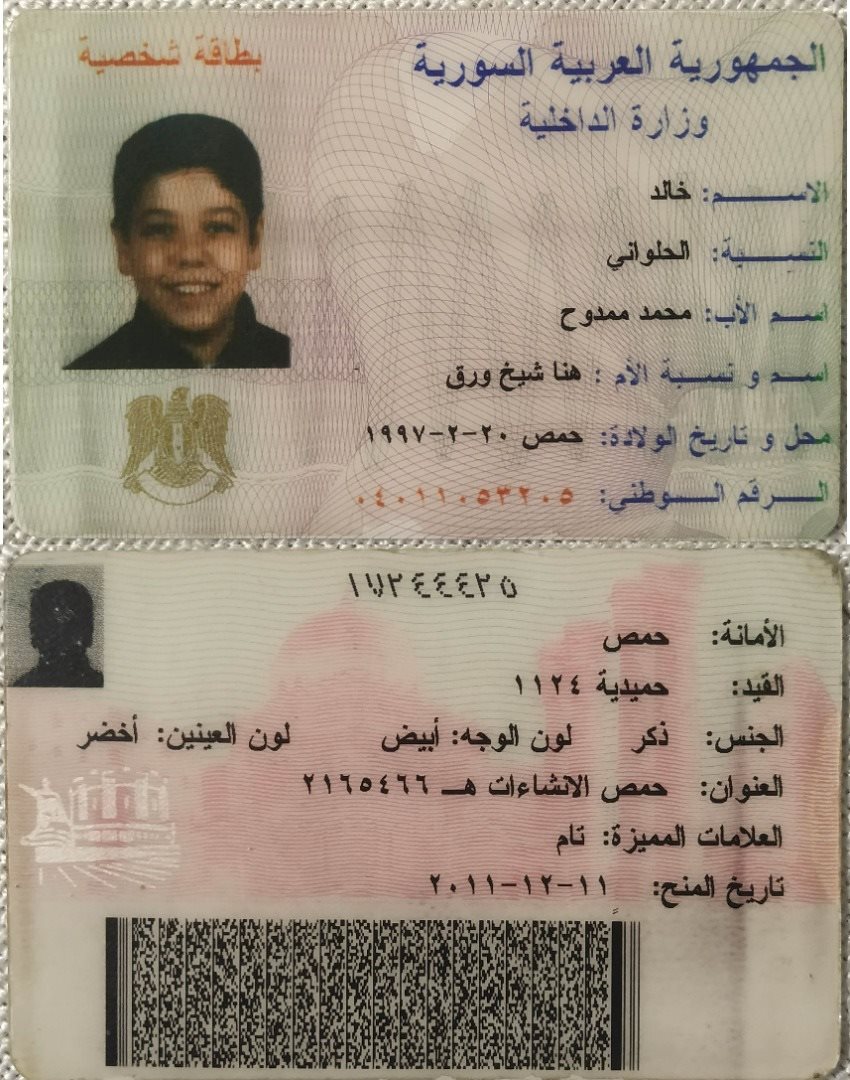 الجمهورية العربية السورية
بطاقة شخصية
وزارة الداخلية
الاسم: خالد
النسبة: الحلواني
اسم الأب: محمد ممدوح
اسم و نسبة الأم : هنا شيخ ورق
محل و تاريخ الولادة: حمص ٢٠-٢-١٩٩٧
الرقم الوطني: ٠٤٠١١٠٥٣٢٠٥
١٧٢٤٤٤٢٥
الأمانة: حمص
القيد: حميدية ١١٢٤
الجنس: ذكر لون الوجه: أبيض لون العينين: أخضر
العنوان: حمص الانشاءات هـ ٢١٦٥٤٦٦
العلامات المميزة: تام
تاريخ المنح: ١١-١٢-٢٠١١